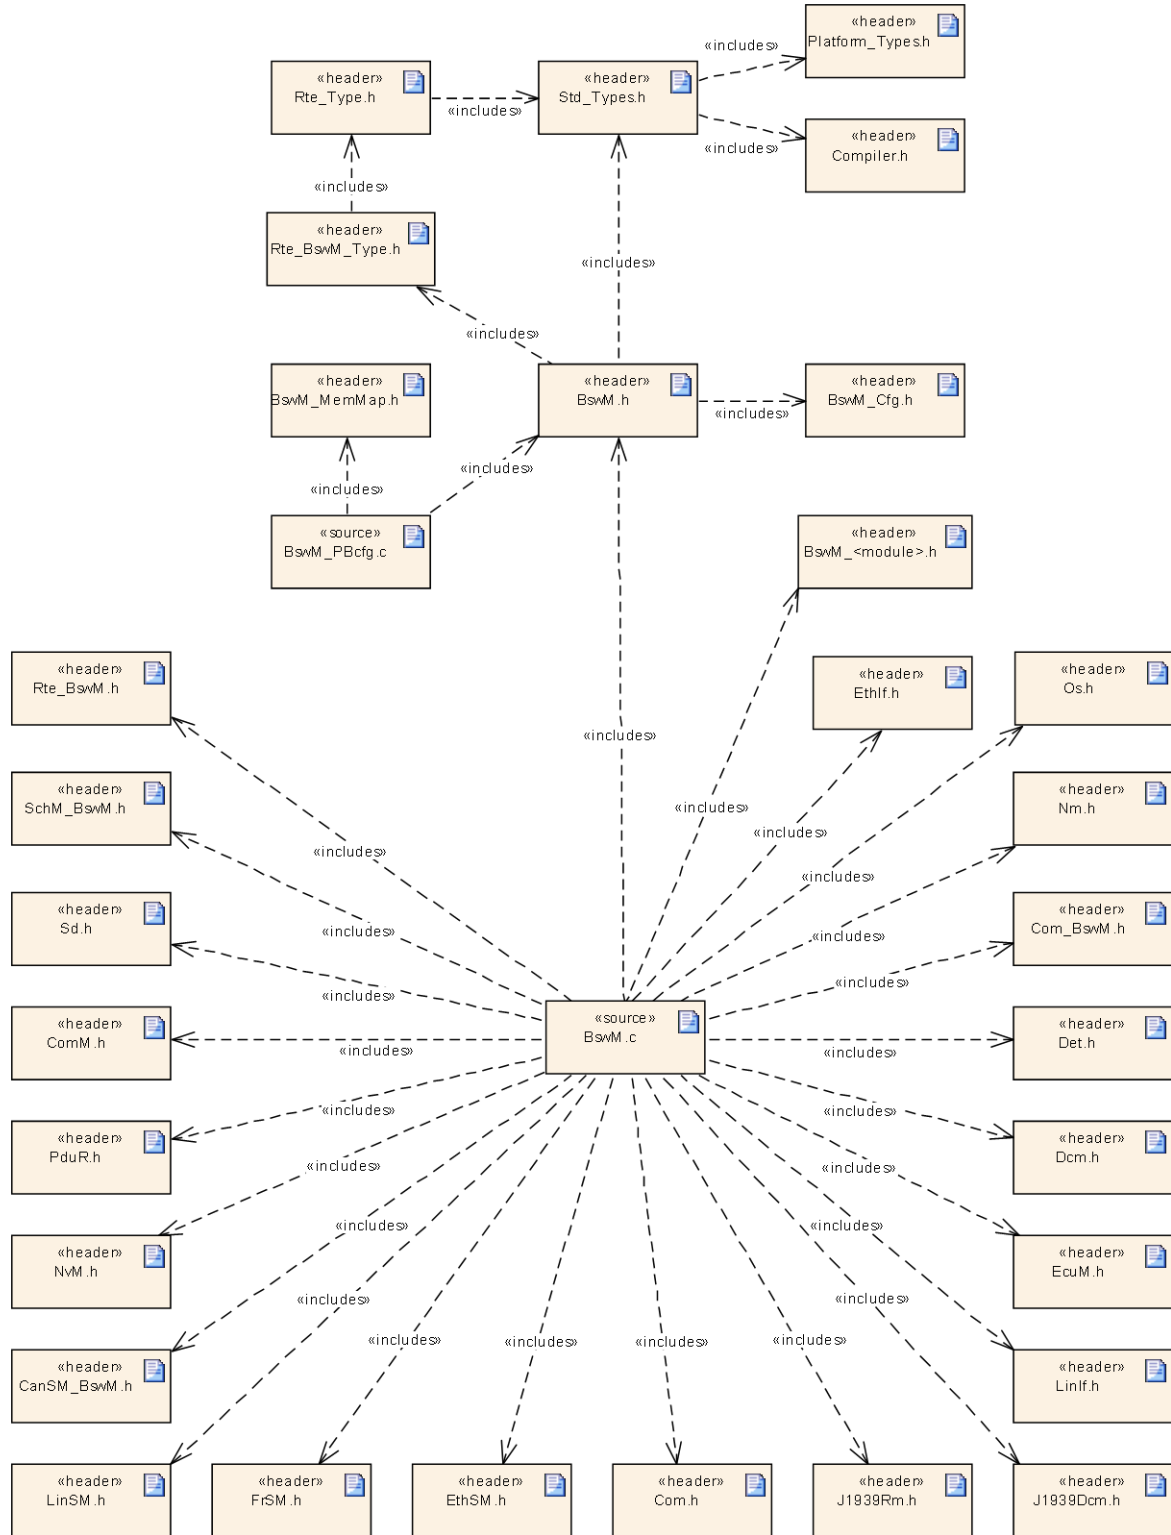 «header»
Platform_Types.h
«includes»
«header»
Rte_Type.h
«header»
Std_Types.h
«includes»
«includes»
«header»
Compiler.h
«includes»
«includes»
«header»
Rte_BswM_Type.h
«includes»
«includes»
«header»
BswM_MemMap.h
«header»
BswM.h
«header»
BswM_Cfg.h
«includes»
«includes»
«includes»
«source»
BswM_PBcfg.c
«header»
BswM_<module>.h
«header»
Rte_BswM.h
«header»
EthIf.h
«header»
Os.h
«includes»
«header»
SchM_BswM.h
«header»
Nm.h
«includes»
«includes»
«includes»
«includes»
«header»
Sd.h
«header»
Com_BswM.h
«includes»
«includes»
«includes»
«includes»
«header»
ComM.h
«source»
BswM.c
«header»
Det.h
«includes»
«includes»
«includes»
«includes»
«header»
PduR.h
«header»
Dcm.h
«includes»
«includes»
«includes»
«includes»
«header»
NvM.h
«header»
EcuM.h
«includes»
«includes»
«includes»
«includes»
«includes»
«includes»
«header»
CanSM_BswM.h
«header»
LinIf.h
«header»
LinSM.h
«header»
FrSM.h
«header»
EthSM.h
«header»
Com.h
«header»
J1939Rm.h
«header»
J1939Dcm.h